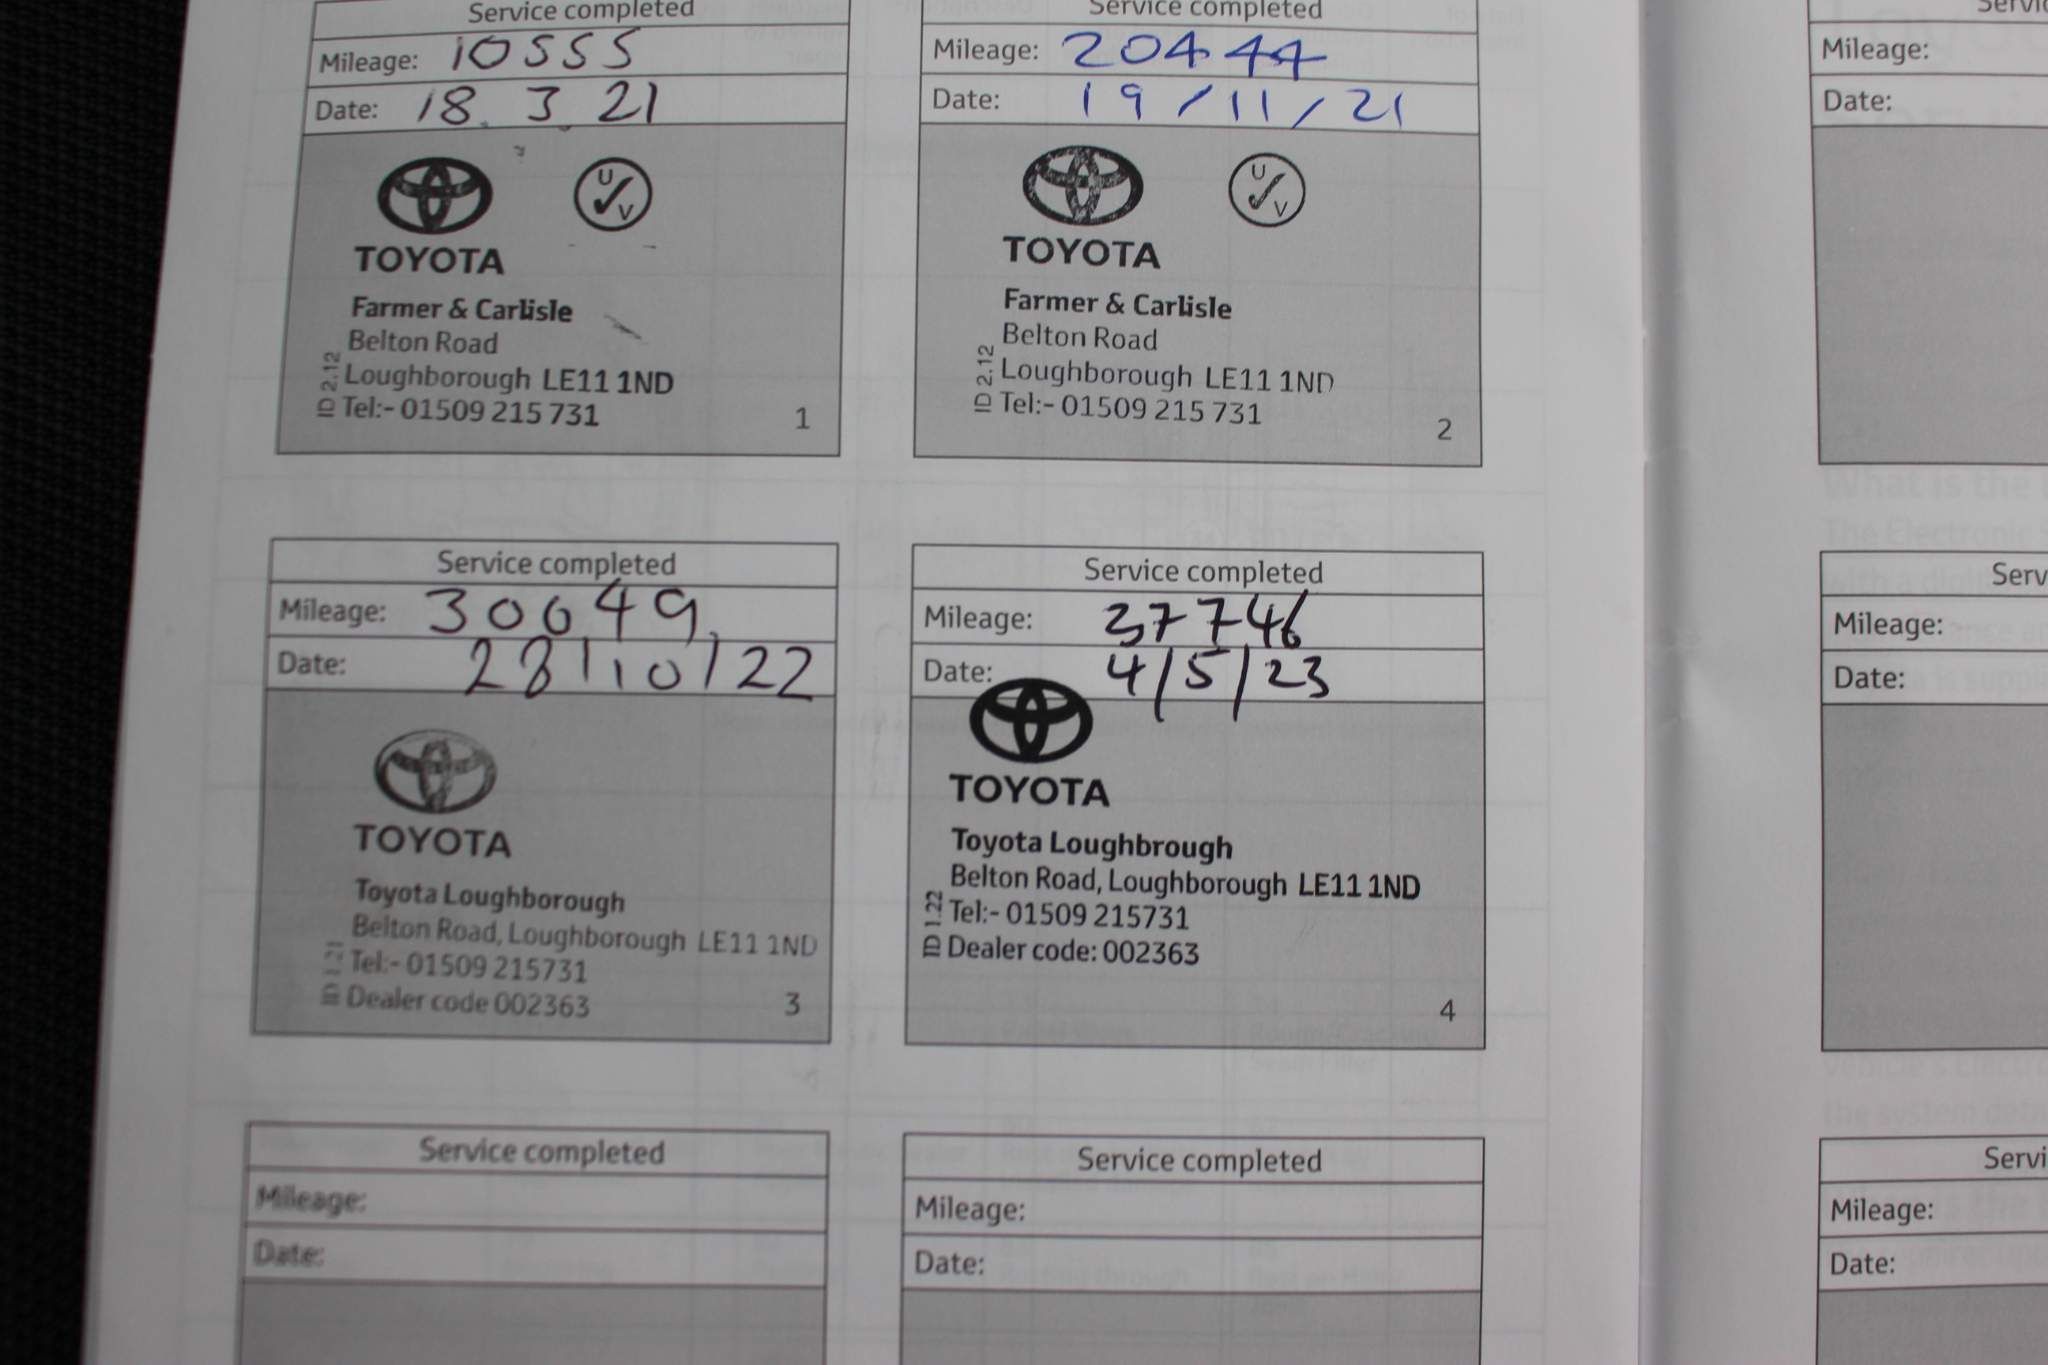 Service completed
Mileage: 10555
Date: 18.3.21
TOYOTA
U
V
Farmer & Carlisle
Belton Road
Loughborough LE11 1ND
Tel:- 01509 215 731
ID 2.12
1
Service completed
Mileage: 20444
Date: 19/11/21
TOYOTA
U
V
Farmer & Carlisle
Belton Road
Loughborough LE11 1ND
Tel:- 01509 215 731
ID 2.12
2
Service completed
Mileage: 30649
Date: 28/10/22
TOYOTA
Toyota Loughborough
Belton Road, Loughborough LE11 1ND
Tel:- 01509 215731
Dealer code 002363
3
Service completed
Mileage: 37746
Date: 4/5/23
TOYOTA
Toyota Loughbrough
Belton Road, Loughborough LE11 1ND
Tel:- 01509 215731
Dealer code: 002363
ID 1.22
4
Service completed
Mileage:
Date:
Service completed
Mileage:
Date:
Mileage:
Date:
Serv
Mileage:
Date:
Servi
Mileage:
Date: